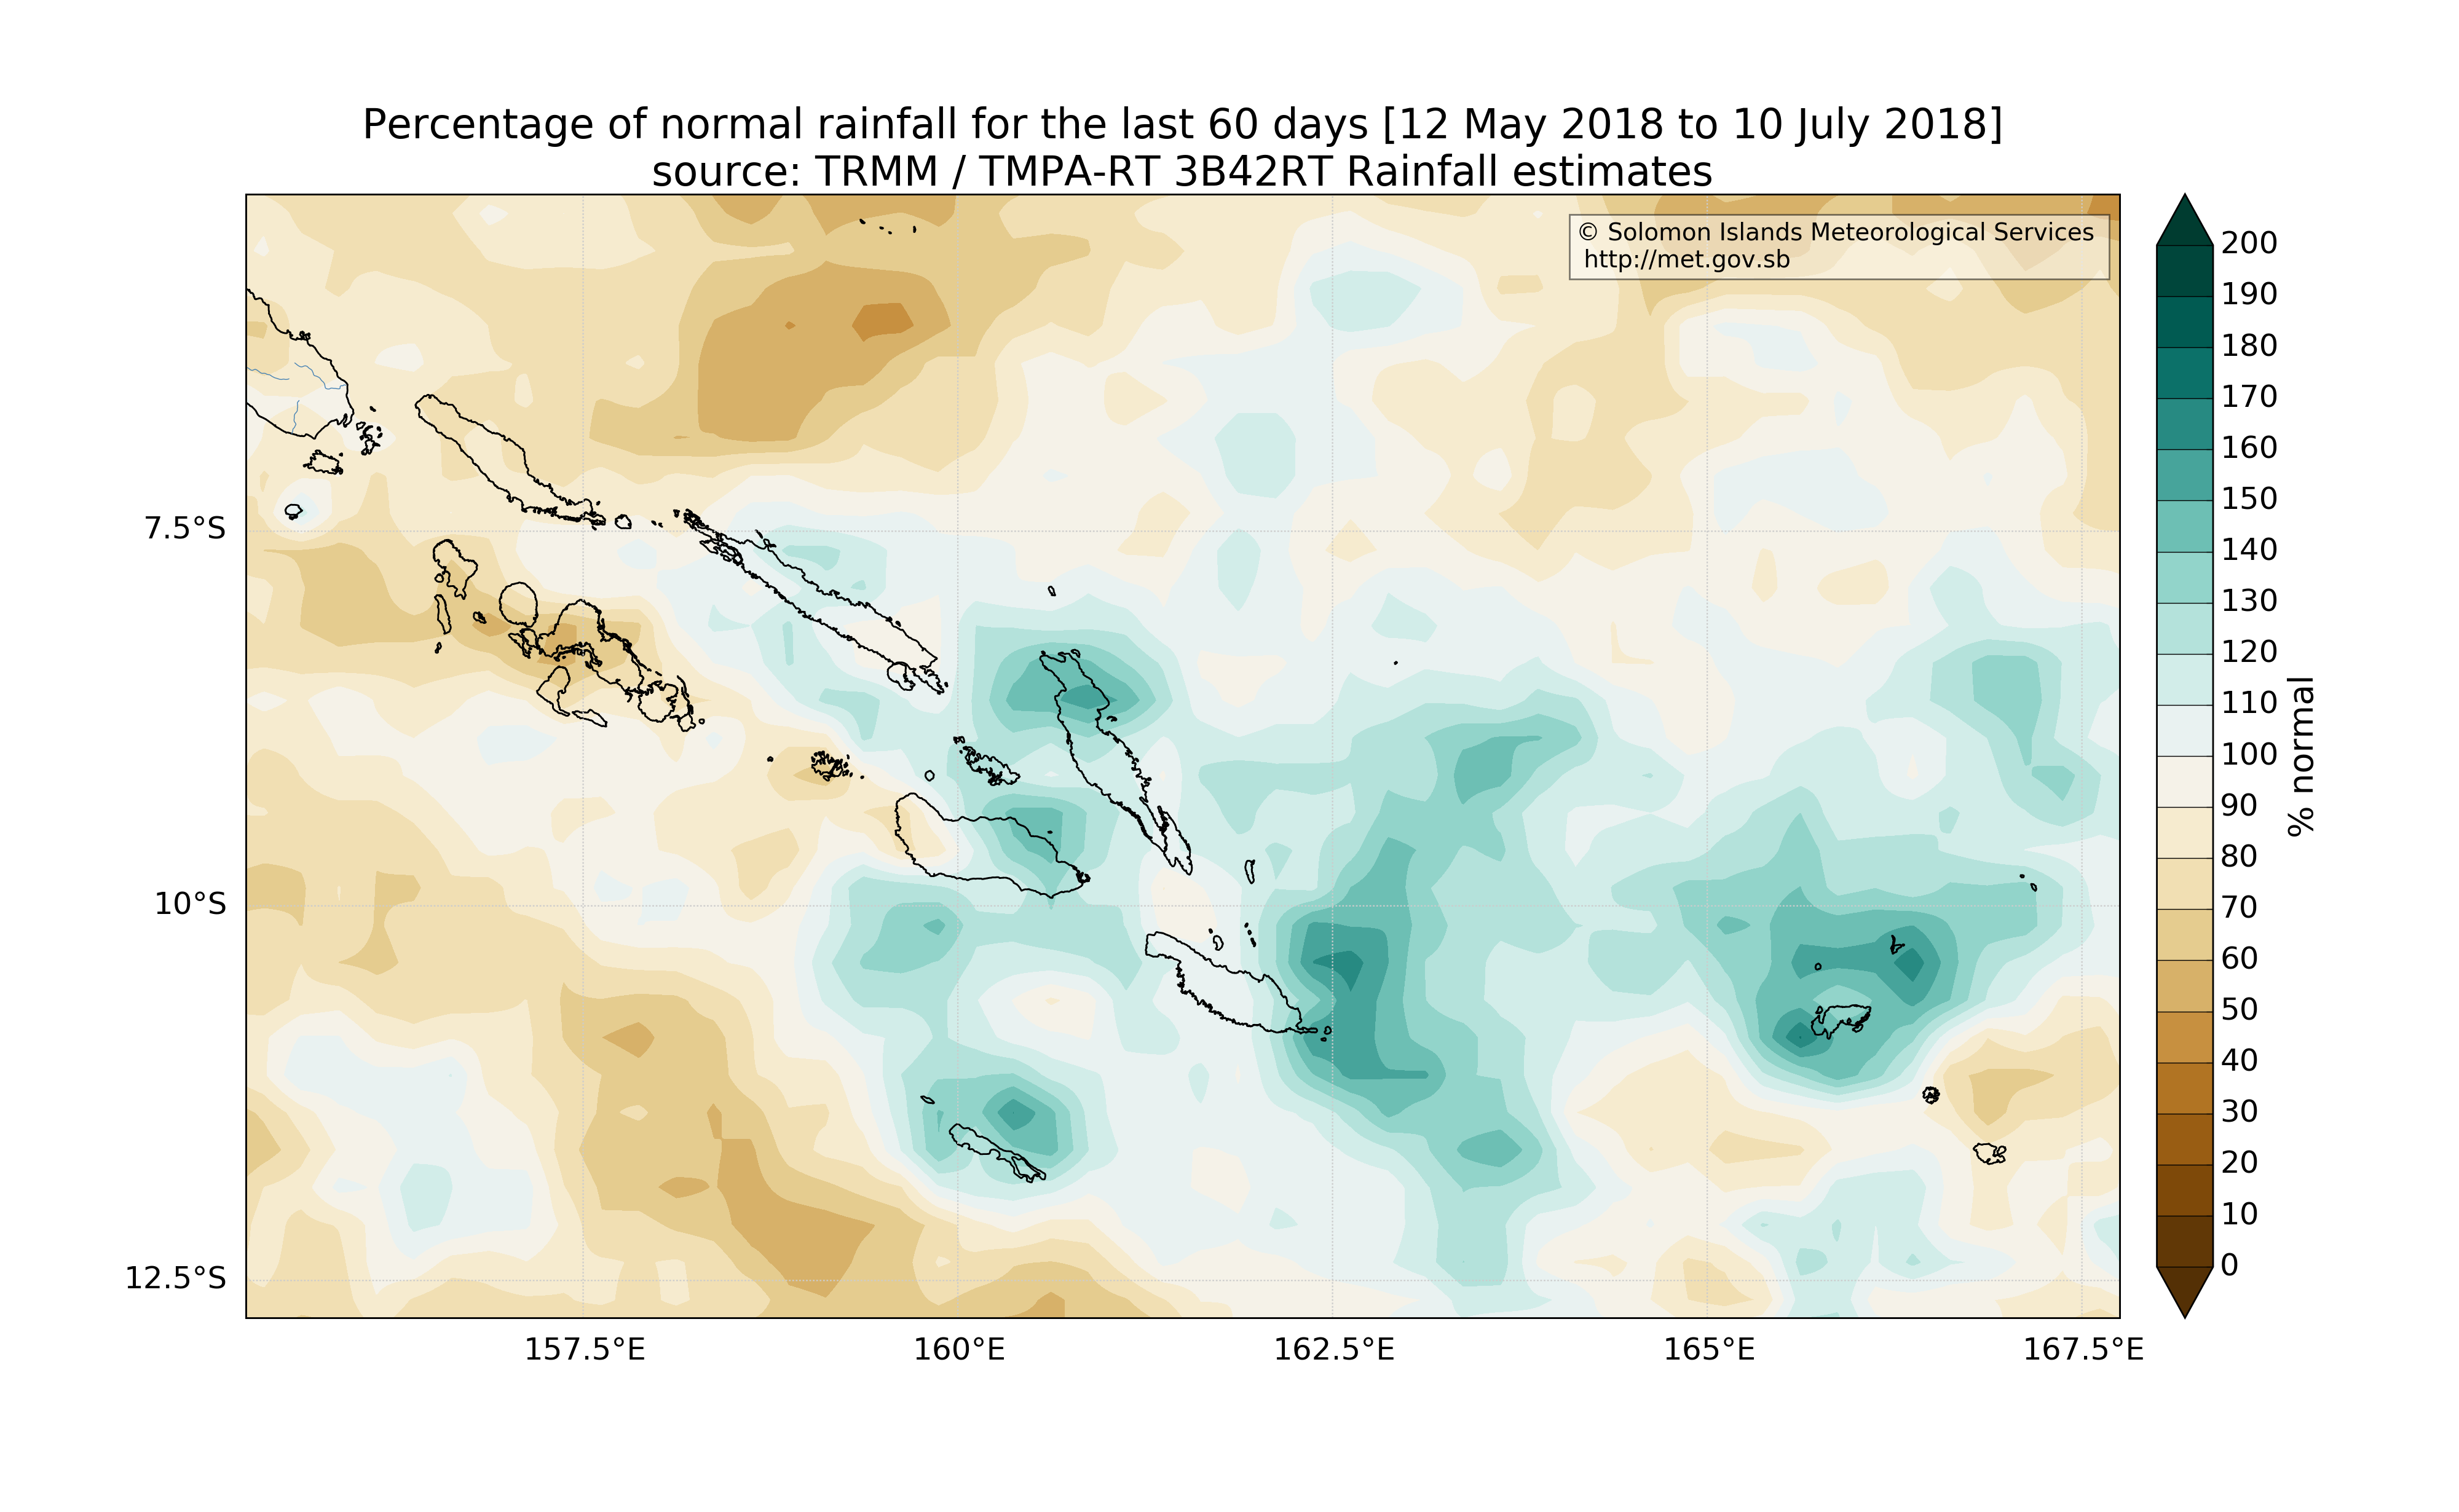 Percentage of normal rainfall for the last 60 days [12 May 2018 to 10 July 2018]
source: TRMM / TMPA-RT 3B42RT Rainfall estimates
© Solomon Islands Meteorological Services
http://met.gov.sb
7.5°S
10°S
12.5°S
157.5°E
160°E
162.5°E
165°E
167.5°E
200
190
180
170
160
150
140
130
120
110
100
90
80
70
60
50
40
30
20
10
0
% normal